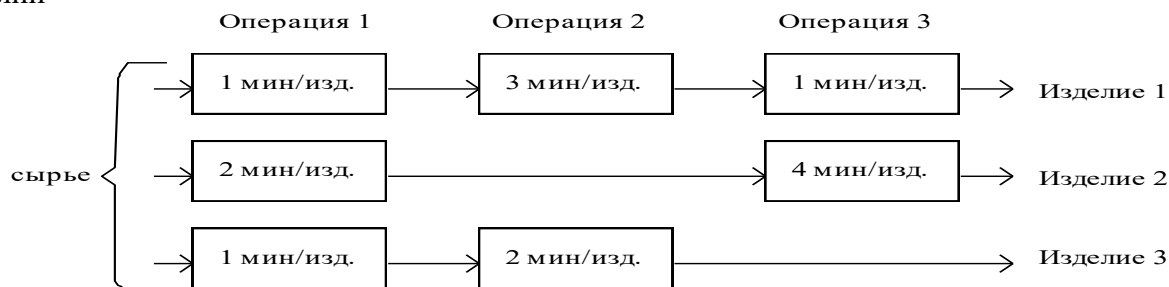 Операция 1 Операция 2 Операция 3
1 мин/изд. 3 мин/изд. 1 мин/изд. Изделие 1
сырье 2 мин/изд. 4 мин/изд. Изделие 2
1 мин/изд. 2 мин/изд. Изделие 3